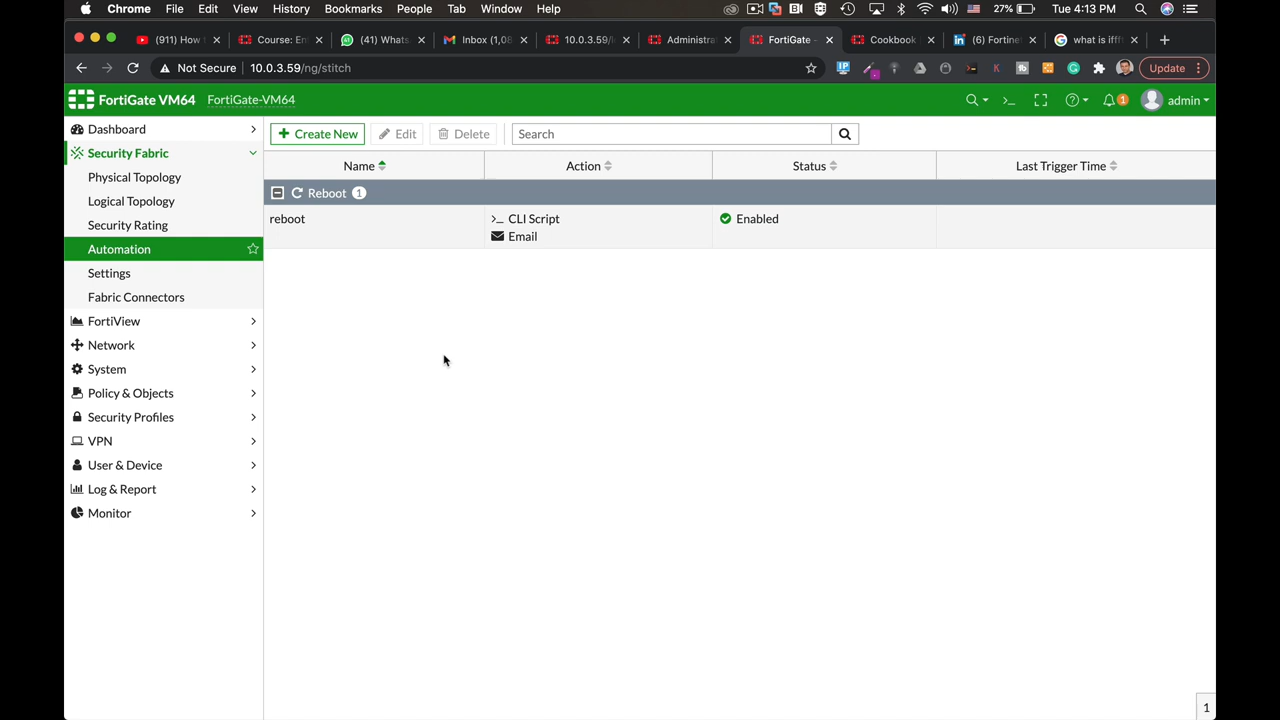 Chrome File Edit View History Bookmarks People Tab Window Help 27% Tue 4:13 PM
(911) How (41) Whats Inbox (1,08 10.0.3.59/ Administra FortiGate - Cookbook (6) Fortine what is iffff
Course: En
Not Secure 10.0.3.59/ng/stitch Update
FortiGate VM64 FortiGate-VM64 1 admin
Dashboard
Security Fabric
Physical Topology
Logical Topology
Security Rating
Automation
Settings
Fabric Connectors
FortiView
Network
System
Policy & Objects
Security Profiles
VPN
User & Device
Log & Report
Monitor
Create New Edit Delete Search
Name Action Status Last Trigger Time
Reboot 1
reboot CLI Script Enabled
Email
1